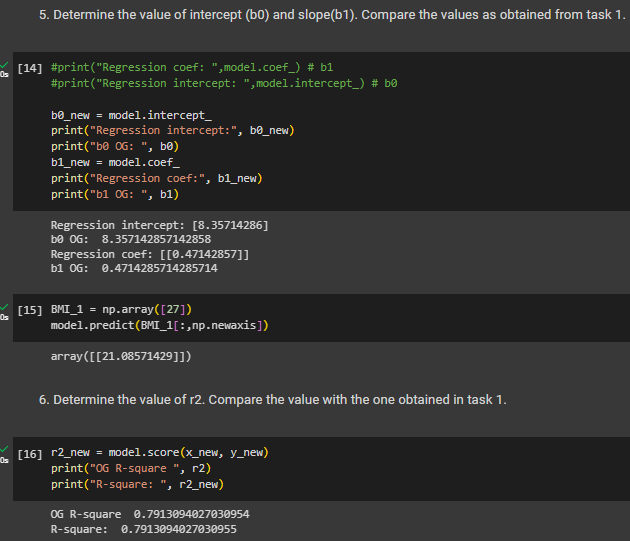 5. Determine the value of intercept (b0) and slope(b1). Compare the values as obtained from task 1.
[14] #print("Regression coef: ",model.coef_) # b1
#print("Regression intercept: ",model.intercept_) # b0
b0_new = model.intercept_
print("Regression intercept:", b0_new)
print("b0 OG: ", b0)
b1_new = model.coef_
print("Regression coef:", b1_new)
print("b1 OG: ", b1)
0s
Regression intercept: [8.35714286]
b0 OG:  8.357142857142858
Regression coef: [[0.47142857]]
b1 OG:  0.4714285714285714
[15] BMI_1 = np.array([27])
model.predict(BMI_1[:,np.newaxis])
0s
array([[21.08571429]])
6. Determine the value of r2. Compare the value with the one obtained in task 1.
[16] r2_new = model.score(x_new, y_new)
print("OG R-square ", r2)
print("R-square: ", r2_new)
0s
OG R-square  0.7913094027030954
R-square:  0.7913094027030955